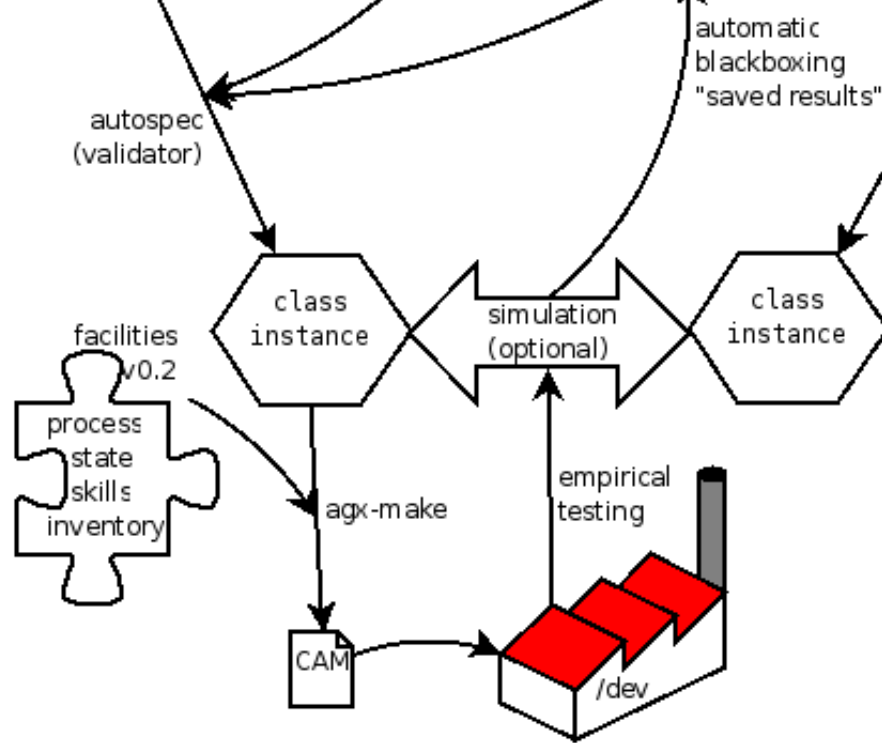 automatic
blackboxing
"saved results"
autospec
(validator)
class
instance
simulation
(optional)
class
instance
facilities
v0.2
process
state
skills
inventory
agx-make
empirical
testing
CAM
/dev